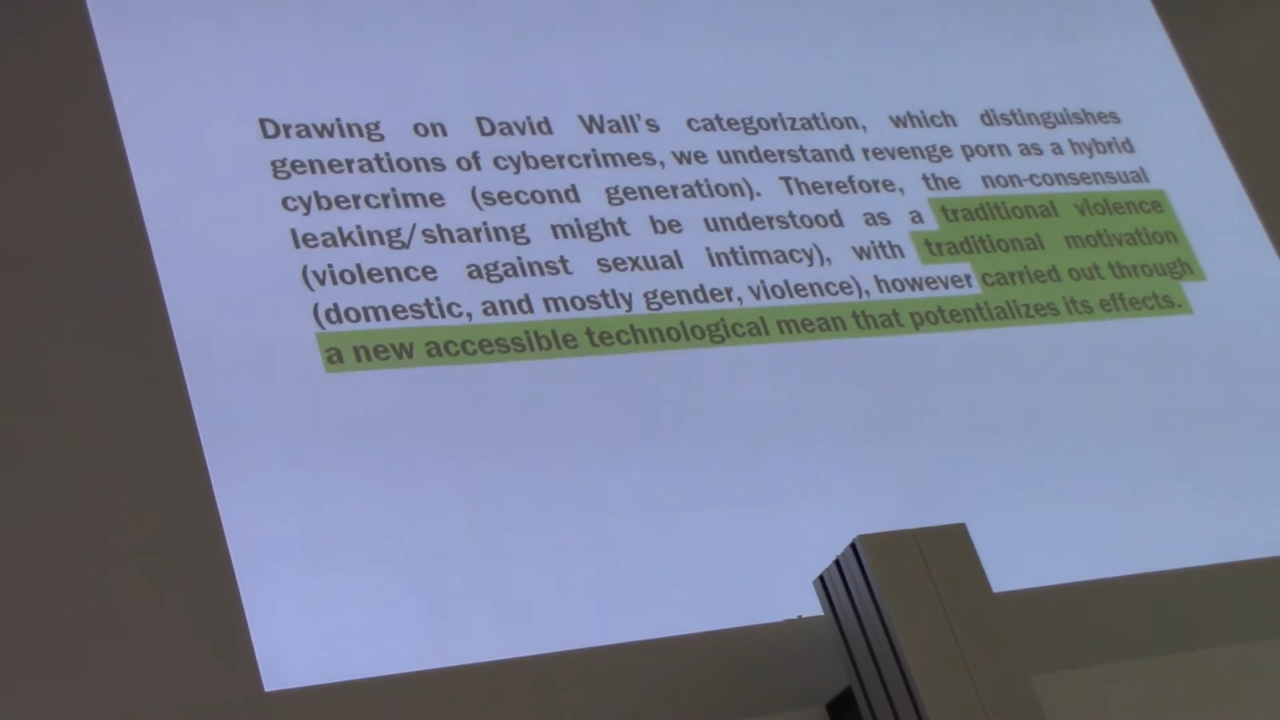 Drawing on David Wall's categorization, which distinguishes
generations of cybercrimes, we understand revenge porn as a hybrid
cybercrime (second generation). Therefore, the non-consensual
leaking/sharing might be understood as a traditional violence
(violence against sexual intimacy), with traditional motivation
(domestic, and mostly gender, violence), however carried out through
a new accessible technological mean that potentializes its effects.